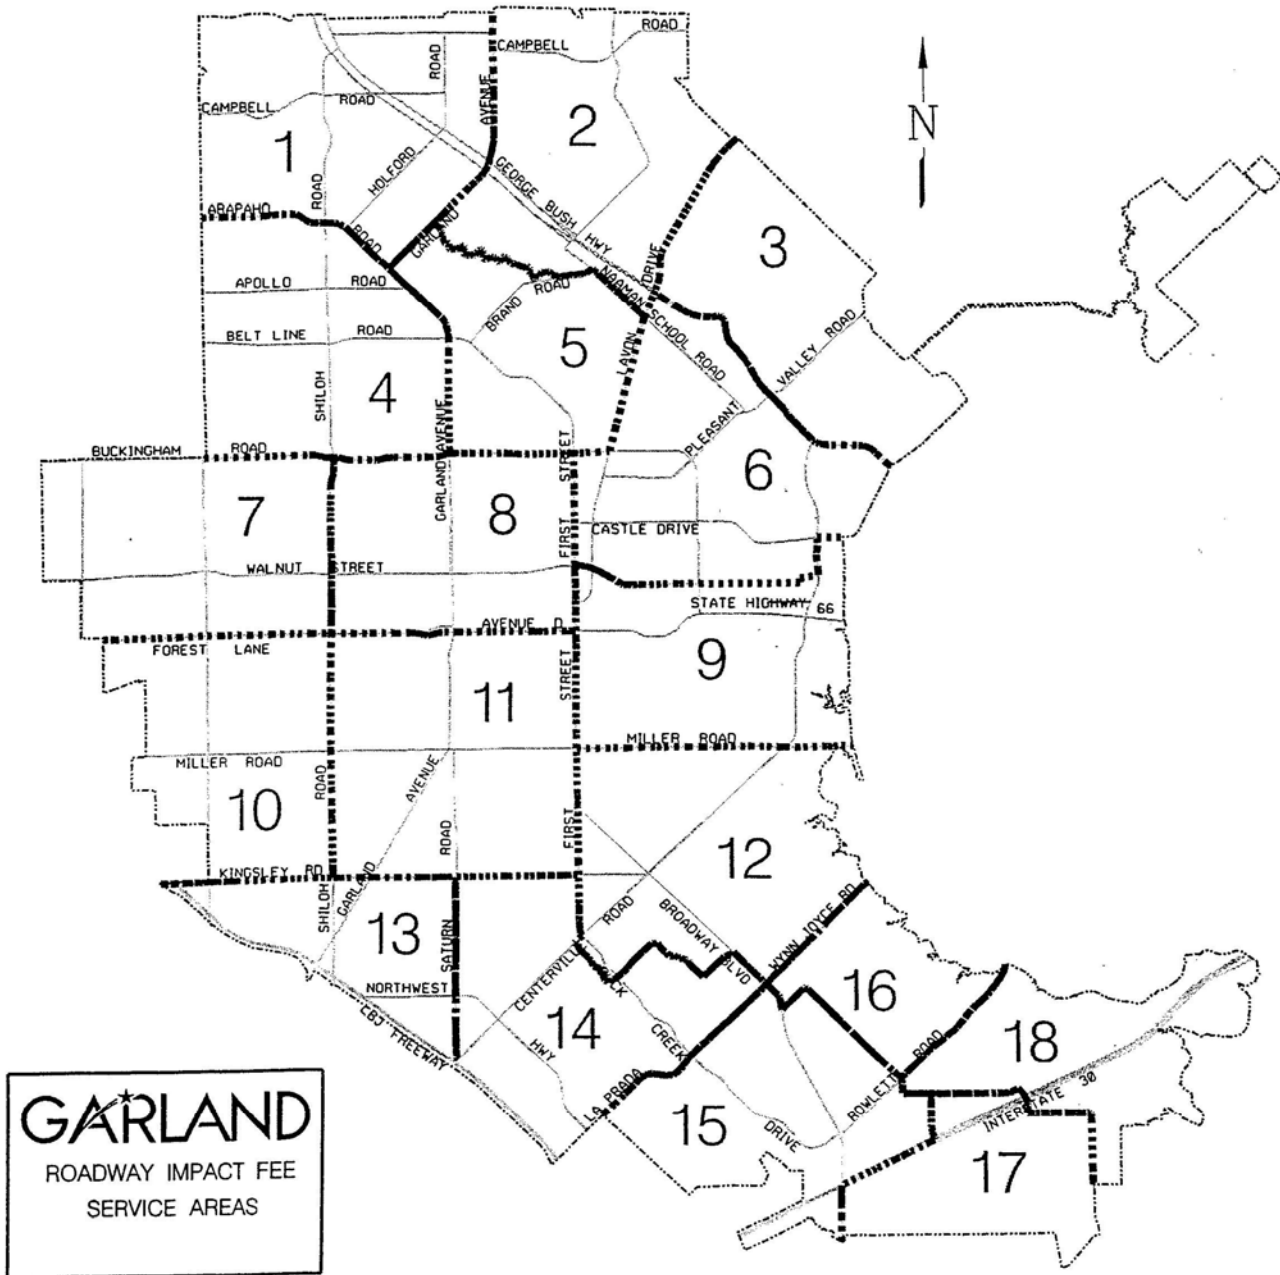 ROAD
CAMPBELL
ROAD
AVENUE
2
CAMPBELL
ROAD
N
1
HOLFORD
ROAD
GEORGE BUSH HWY
ARAPAHO
ROAD
GARLAND
3
DRIVE
NAAMAN SCHOOL ROAD
APOLLO
ROAD
BRAND
ROAD
VALLEY ROAD
BELT LINE
ROAD
5
LAVON
SHILOH
4
GARLAND AVENUE
PLEASANT
BUCKINGHAM
ROAD
STREET
6
7
8
FIRST
CASTLE DRIVE
WALNUT
STREET
STATE HIGHWAY 66
AVENUE D
FOREST LANE
STREET
9
11
MILLER ROAD
MILLER ROAD
AVENUE
ROAD
10
ROAD
FIRST
12
KINGSLEY RD
GARLAND
SHILOH
ROAD
BROADWAY BLVD
WYNN JOYCE RD
13
SATURN
CENTERVILLE
NORTHWEST
HWY
LBJ FREEWAY
14
CREEK
16
ROAD
18
LA PRADA
ROWLETT
INTERSTATE 30
15
DRIVE
17
GARLAND
ROADWAY IMPACT FEE
SERVICE AREAS